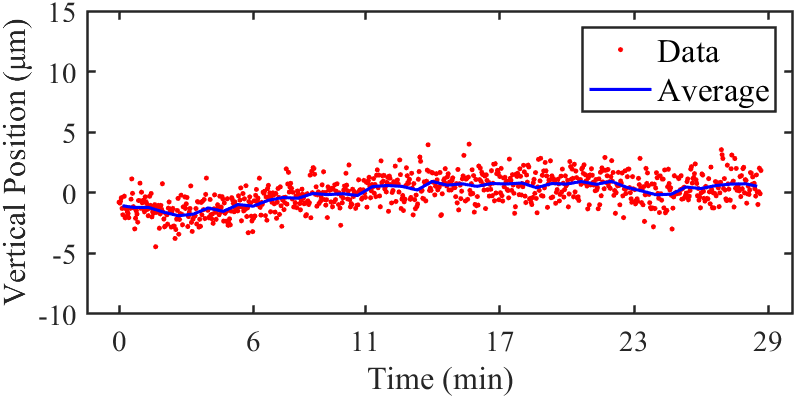 15
10
5
0
-5
-10
Vertical Position (μm)
Data
Average
0 6 11 17 23 29
Time (min)